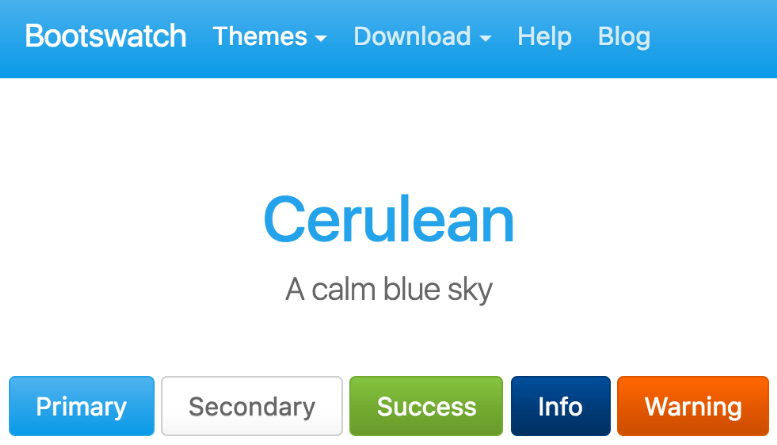 Bootswatch Themes Download Help Blog
Cerulean
A calm blue sky
Primary Secondary Success Info Warning